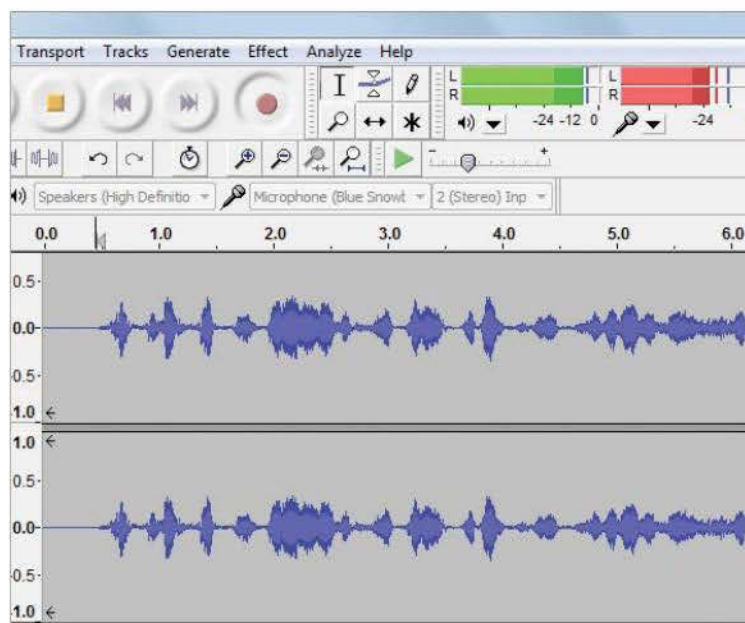 Transport Tracks Generate Effect Analyze Help
L
R
-24 -12 0
L
R
-24
- +
Speakers (High Definitio
Microphone (Blue Snowb
2 (Stereo) Inp
0.0 1.0 2.0 3.0 4.0 5.0 6.0
0.5-
0.0-
-0.5-
-1.0
1.0
0.5-
0.0-
-0.5-
-1.0